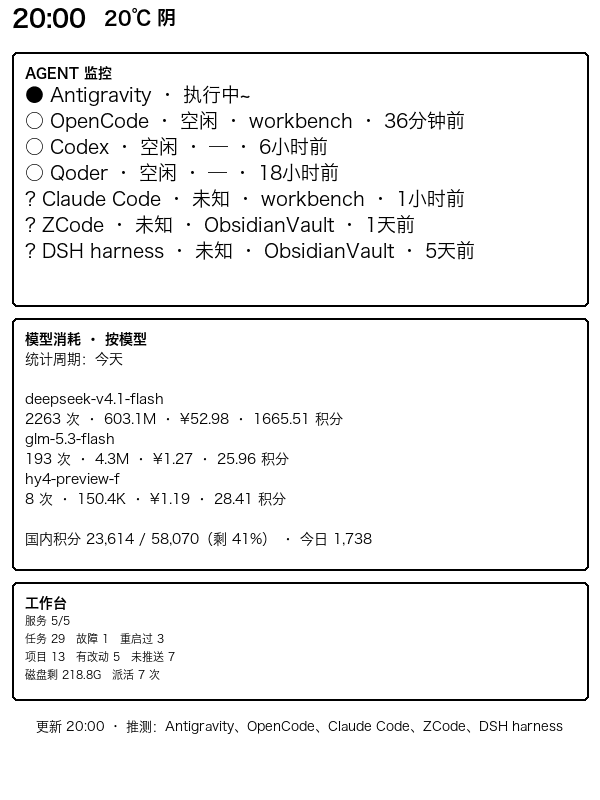 20:00 20℃ 阴
AGENT 监控
● Antigravity · 执行中~
○ OpenCode · 空闲 · workbench · 36分钟前
○ Codex · 空闲 · — · 6小时前
○ Qoder · 空闲 · — · 18小时前
? Claude Code · 未知 · workbench · 1小时前
? ZCode · 未知 · ObsidianVault · 1天前
? DSH harness · 未知 · ObsidianVault · 5天前
模型消耗 · 按模型
统计周期：今天
deepseek-v4.1-flash
2263 次 · 603.1M · ¥52.98 · 1665.51 积分
glm-5.3-flash
193 次 · 4.3M · ¥1.27 · 25.96 积分
hy4-preview-f
8 次 · 150.4K · ¥1.19 · 28.41 积分
国内积分 23,614 / 58,070（剩 41%） · 今日 1,738
工作台
服务 5/5
任务 29 故障 1 重启过 3
项目 13 有改动 5 未推送 7
磁盘剩 218.8G 派活 7 次
更新 20:00 · 推测：Antigravity、OpenCode、Claude Code、ZCode、DSH harness